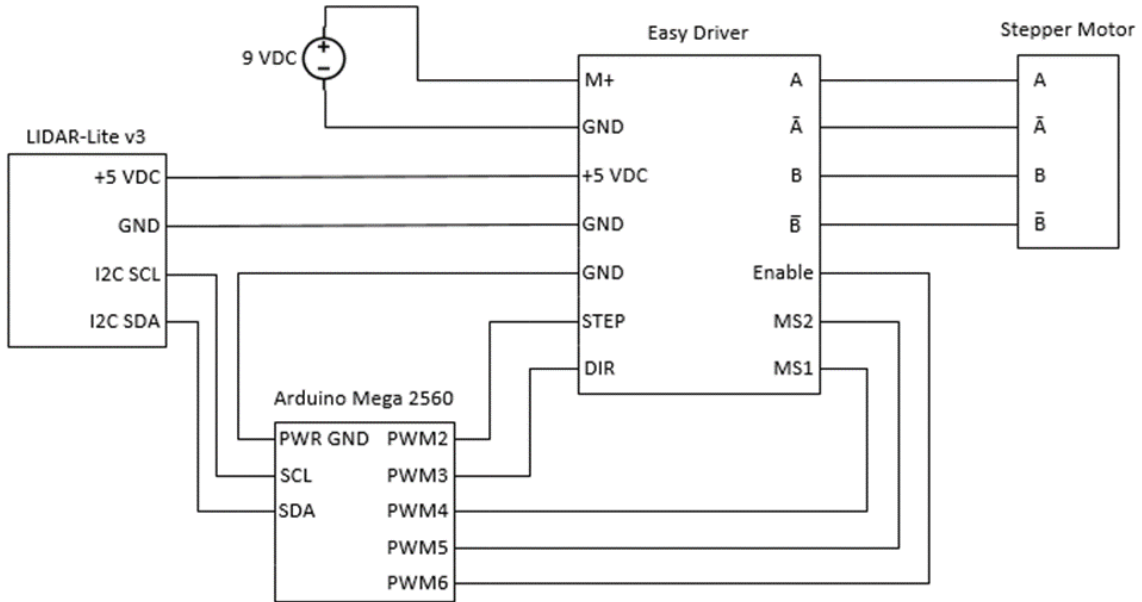 Easy Driver
Stepper Motor
9 VDC
+
−
M+
A
A
GND
A̅
A̅
LIDAR-Lite v3
+5 VDC
+5 VDC
B
B
GND
GND
B̅
B̅
I2C SCL
GND
Enable
I2C SDA
STEP
MS2
DIR
MS1
Arduino Mega 2560
PWR GND
PWM2
SCL
PWM3
SDA
PWM4
PWM5
PWM6